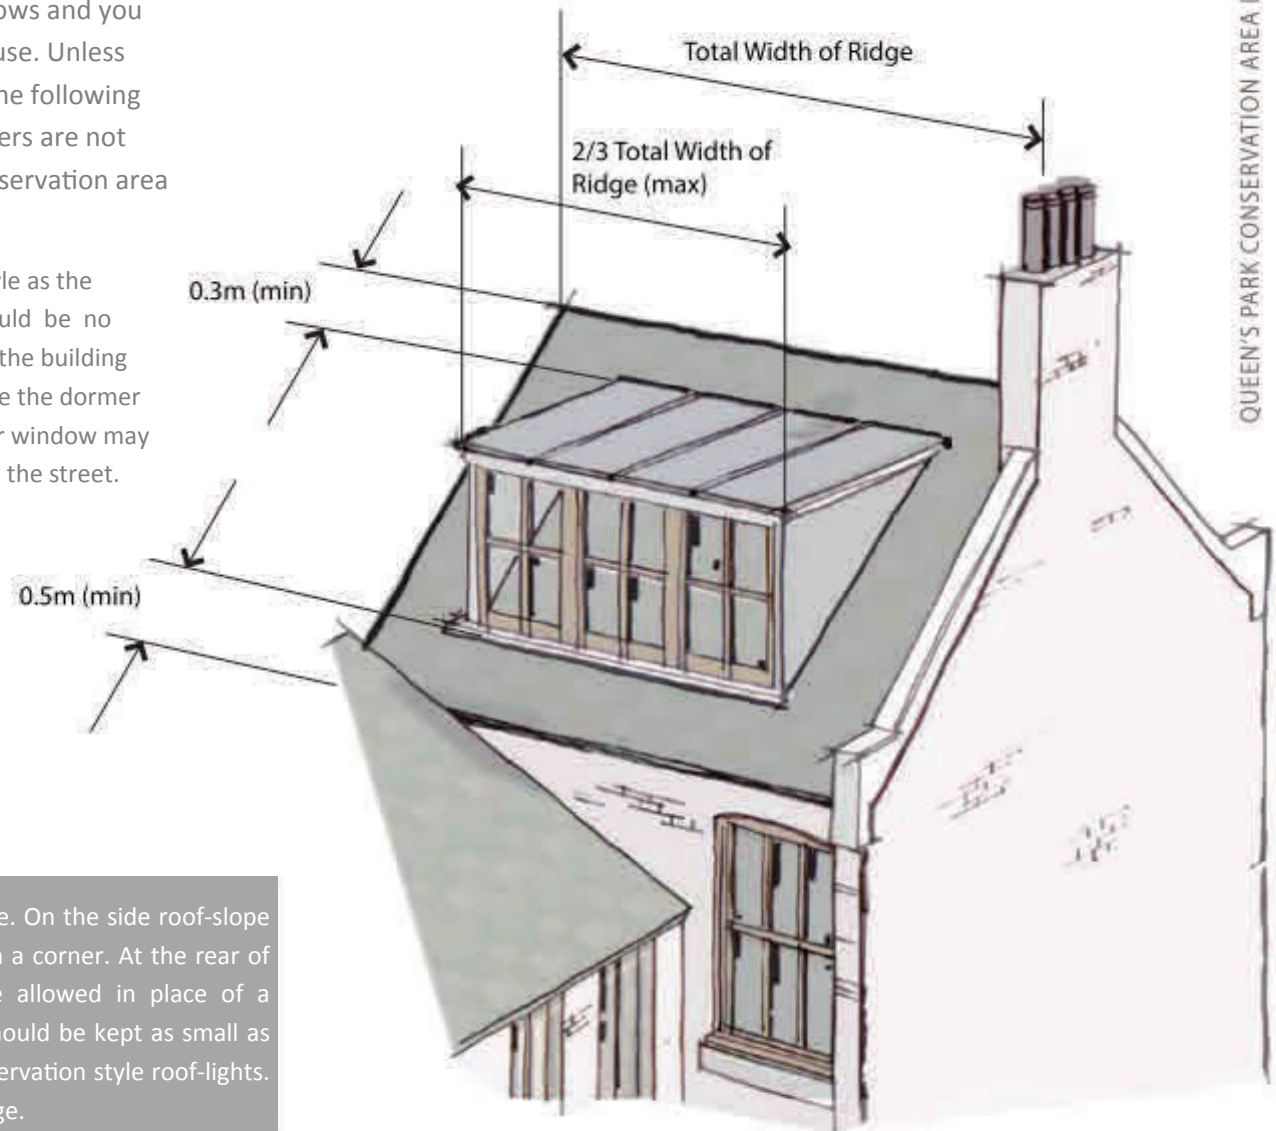 ows and you
use. Unless
he following
ers are not
servation area
yle as the
uld be no
the building
e the dormer
r window may
the street.
Total Width of Ridge
2/3 Total Width of
Ridge (max)
0.3m (min)
0.5m (min)
QUEEN'S PARK CONSERVATION AREA
e. On the side roof-slope
n a corner. At the rear of
e allowed in place of a
hould be kept as small as
servation style roof-lights.
ge.